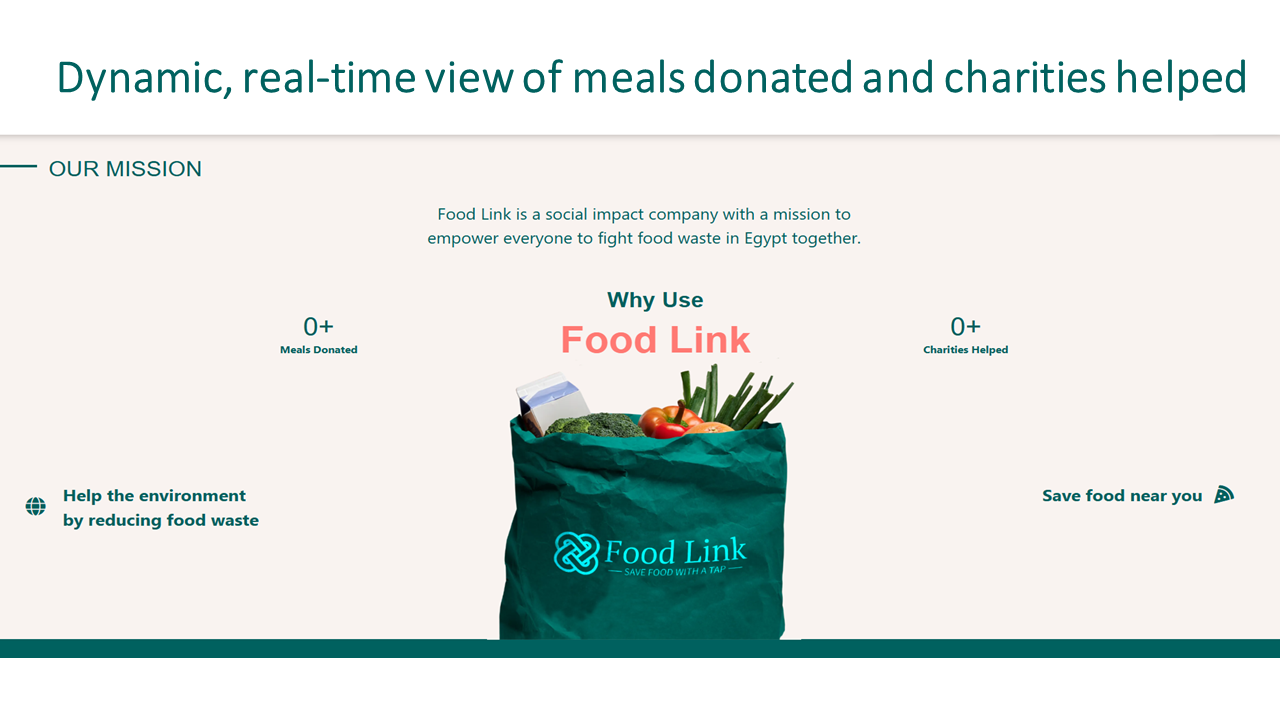 Dynamic, real-time view of meals donated and charities helped
OUR MISSION
Food Link is a social impact company with a mission to
empower everyone to fight food waste in Egypt together.
Why Use
Food Link
0+
Meals Donated
0+
Charities Helped
Help the environment
by reducing food waste
Save food near you
Food Link
SAVE FOOD WITH A TAP